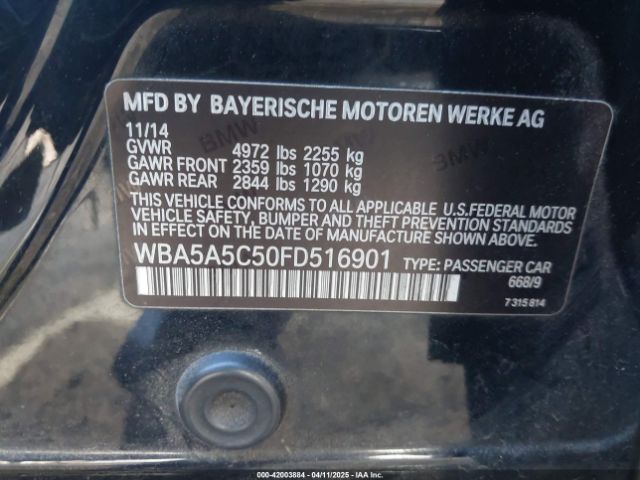 MFD BY BAYERISCHE MOTOREN WERKE AG
11/14
GVWR 4972 lbs 2255 kg
GAWR FRONT 2359 lbs 1070 kg
GAWR REAR 2844 lbs 1290 kg
THIS VEHICLE CONFORMS TO ALL APPLICABLE U.S.FEDERAL MOTOR
VEHICLE SAFETY, BUMPER AND THEFT PREVENTION STANDARDS
IN EFFECT ON THE DATE OF MANUFACTURE SHOWN ABOVE.
WBA5A5C50FD516901 TYPE: PASSENGER CAR
668/9
7 315 814
000-42003884 04/11/2025 IAA Inc. (On Site)